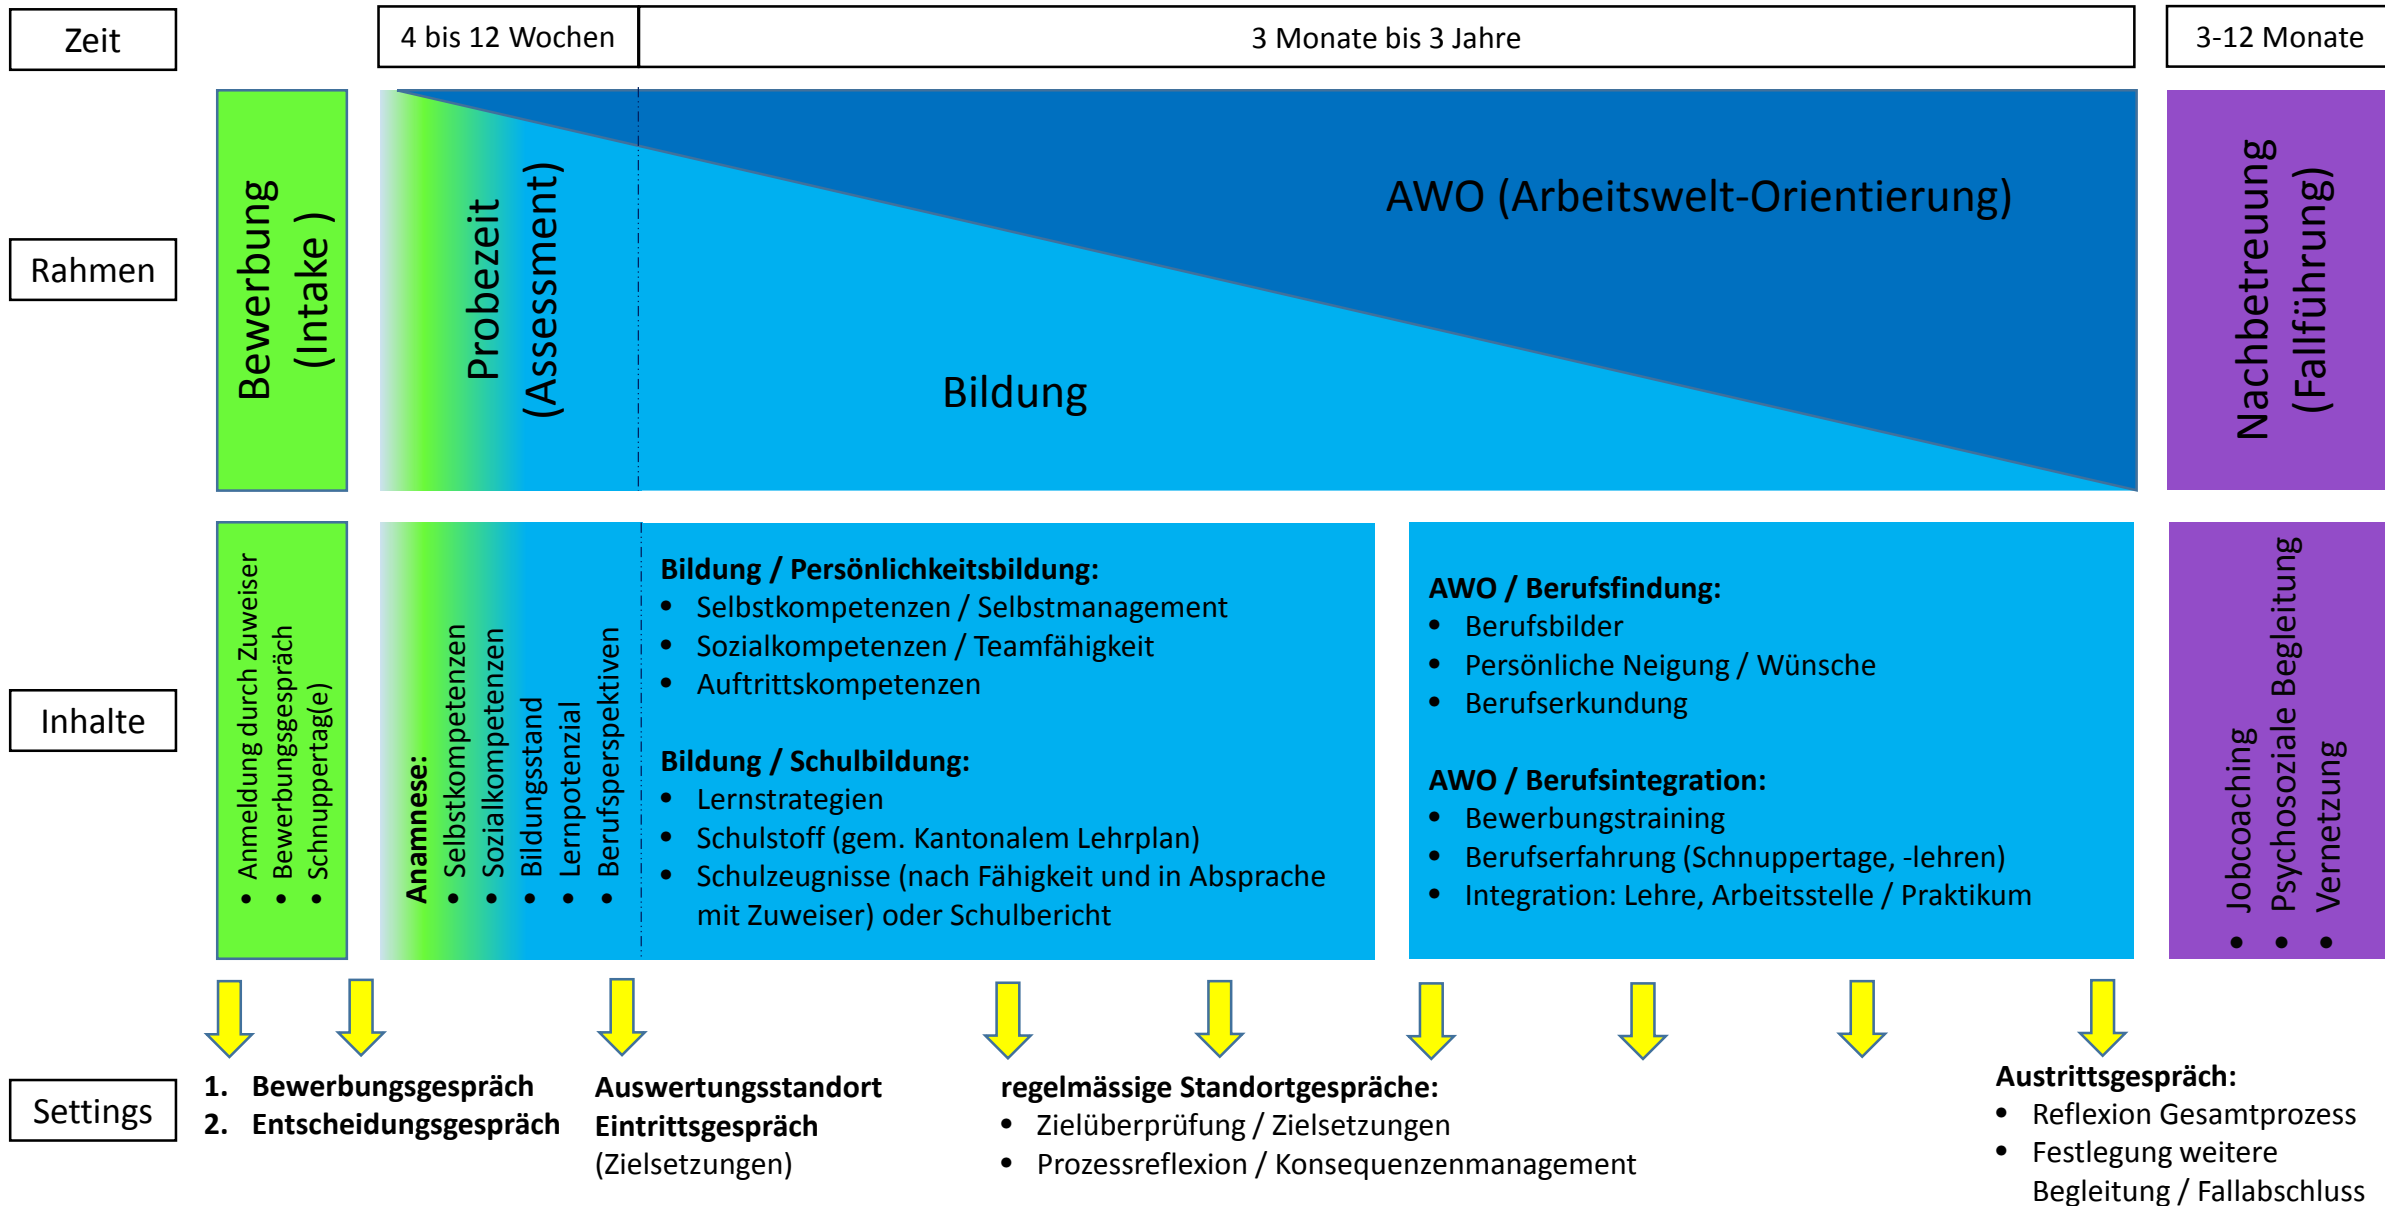 Zeit
4 bis 12 Wochen
3 Monate bis 3 Jahre
3-12 Monate
Rahmen
Bewerbung
(Intake )
Probezeit
(Assessment)
AWO (Arbeitswelt-Orientierung)
Bildung
Nachbetreuung
(Fallführung)
Inhalte
• Anmeldung durch Zuweiser
• Bewerbungsgespräch
• Schnuppertag(e)
Anamnese:
• Selbstkompetenzen
• Sozialkompetenzen
• Bildungsstand
• Lernpotenzial
• Berufsperspektiven
Bildung / Persönlichkeitsbildung:
• Selbstkompetenzen / Selbstmanagement
• Sozialkompetenzen / Teamfähigkeit
• Auftrittskompetenzen
Bildung / Schulbildung:
• Lernstrategien
• Schulstoff (gem. Kantonalem Lehrplan)
• Schulzeugnisse (nach Fähigkeit und in Absprache
mit Zuweiser) oder Schulbericht
AWO / Berufsfindung:
• Berufsbilder
• Persönliche Neigung / Wünsche
• Berufserkundung
AWO / Berufsintegration:
• Bewerbungstraining
• Berufserfahrung (Schnuppertage, -lehren)
• Integration: Lehre, Arbeitsstelle / Praktikum
• Jobcoaching
• Psychosoziale Begleitung
• Vernetzung
Settings
1. Bewerbungsgespräch
2. Entscheidungsgespräch
Auswertungsstandort
Eintrittsgespräch
(Zielsetzungen)
regelmässige Standortgespräche:
• Zielüberprüfung / Zielsetzungen
• Prozessreflexion / Konsequenzenmanagement
Austrittsgespräch:
• Reflexion Gesamtprozess
• Festlegung weitere
Begleitung / Fallabschluss